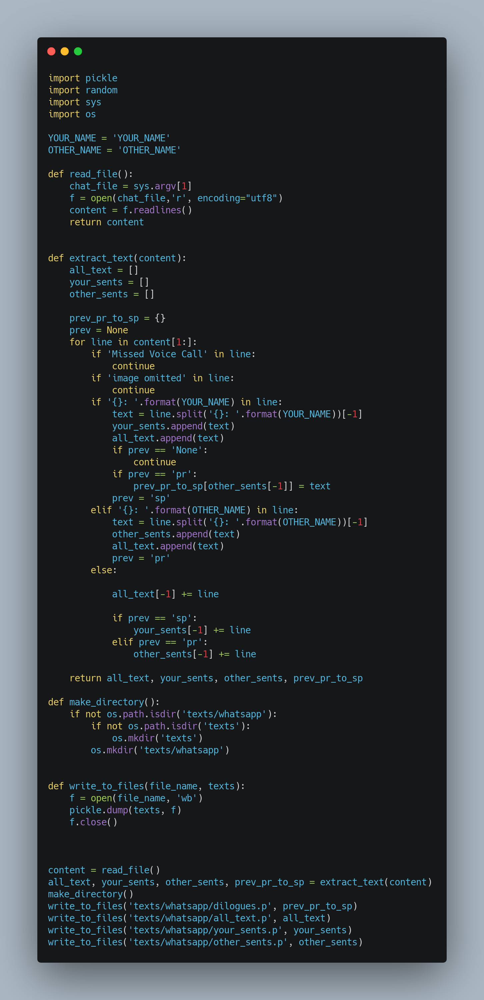 import pickle
import random
import sys
import os

YOUR_NAME = 'YOUR_NAME'
OTHER_NAME = 'OTHER_NAME'

def read_file():
    chat_file = sys.argv[1]
    f = open(chat_file,'r', encoding="utf8")
    content = f.readlines()
    return content


def extract_text(content):
    all_text = []
    your_sents = []
    other_sents = []

    prev_pr_to_sp = {}
    prev = None
    for line in content[1:]:
        if 'Missed Voice Call' in line:
            continue
        if 'image omitted' in line:
            continue
        if '{}: '.format(YOUR_NAME) in line:
            text = line.split('{}: '.format(YOUR_NAME))[-1]
            your_sents.append(text)
            all_text.append(text)
            if prev == 'None':
                continue
            if prev == 'pr':
                prev_pr_to_sp[other_sents[-1]] = text
            prev = 'sp'
        elif '{}: '.format(OTHER_NAME) in line:
            text = line.split('{}: '.format(OTHER_NAME))[-1]
            other_sents.append(text)
            all_text.append(text)
            prev = 'pr'
        else:

            all_text[-1] += line

            if prev == 'sp':
                your_sents[-1] += line
            elif prev == 'pr':
                other_sents[-1] += line

    return all_text, your_sents, other_sents, prev_pr_to_sp

def make_directory():
    if not os.path.isdir('texts/whatsapp'):
        if not os.path.isdir('texts'):
            os.mkdir('texts')
        os.mkdir('texts/whatsapp')


def write_to_files(file_name, texts):
    f = open(file_name, 'wb')
    pickle.dump(texts, f)
    f.close()



content = read_file()
all_text, your_sents, other_sents, prev_pr_to_sp = extract_text(content)
make_directory()
write_to_files('texts/whatsapp/dilogues.p', prev_pr_to_sp)
write_to_files('texts/whatsapp/all_text.p', all_text)
write_to_files('texts/whatsapp/your_sents.p', your_sents)
write_to_files('texts/whatsapp/other_sents.p', other_sents)